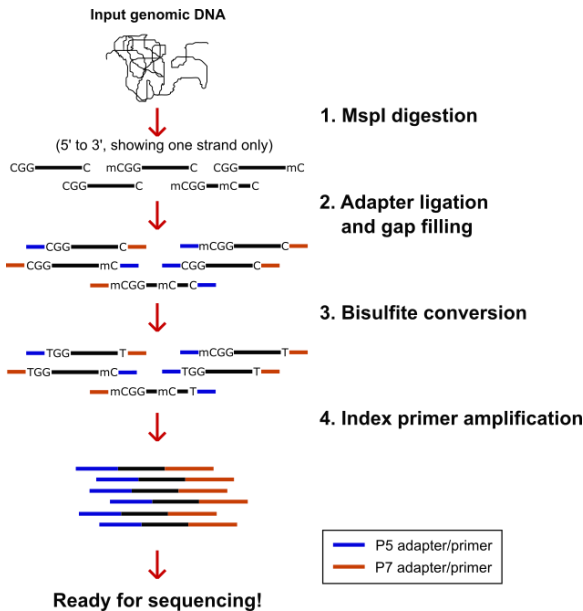 Input genomic DNA
1. MspI digestion
(5' to 3', showing one strand only)
CGG C mCGG C CGG mC
CGG C mCGG mC C
2. Adapter ligation
and gap filling
CGG C mCGG C
CGG mC CGG C
mCGG mC C
3. Bisulfite conversion
TGG T mCGG T
TGG mC TGG T
mCGG mC T
4. Index primer amplification
P5 adapter/primer
P7 adapter/primer
Ready for sequencing!